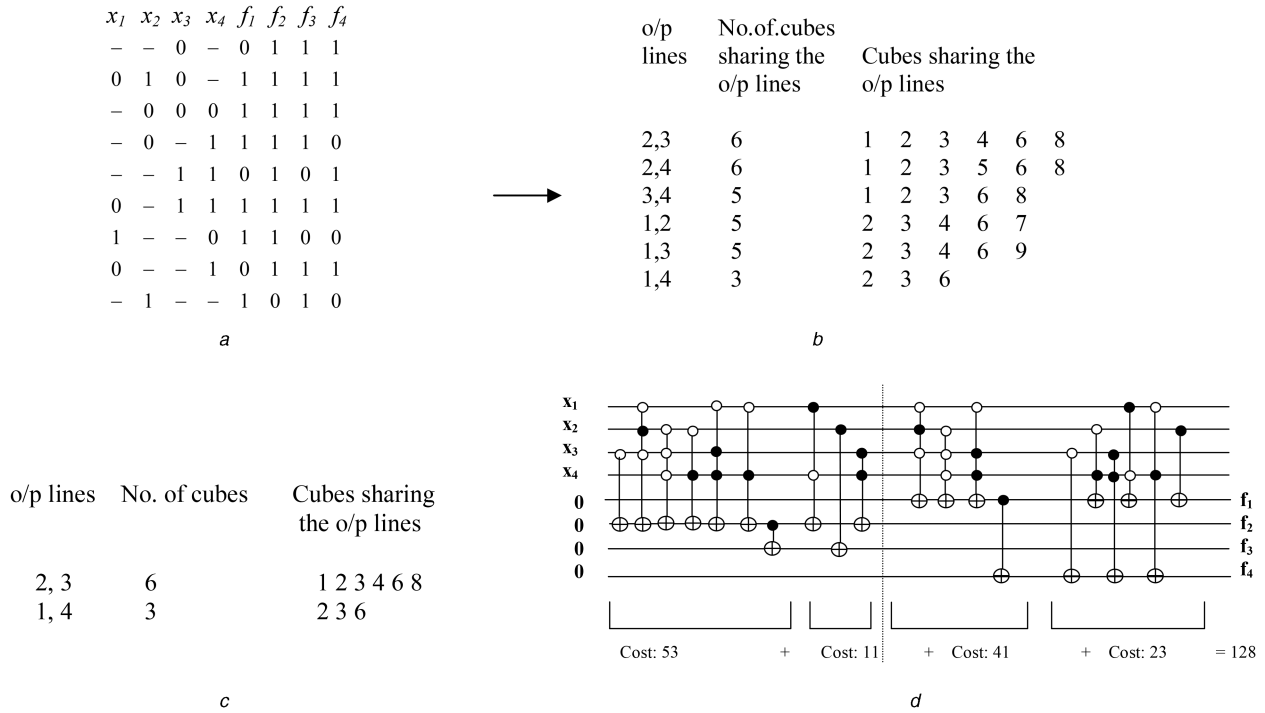 x1 x2 x3 x4 f1 f2 f3 f4
– – 0 – 0 1 1 1
0 1 0 – 1 1 1 1
– 0 0 0 1 1 1 1
– 0 – 1 1 1 1 0
– – 1 1 0 1 0 1
0 – 1 1 1 1 1 1
1 – – 0 1 1 0 0
0 – – 1 0 1 1 1
– 1 – – 1 0 1 0
a
o/p lines No.of.cubes sharing the o/p lines Cubes sharing the o/p lines
2,3 6 1 2 3 4 6 8
2,4 6 1 2 3 5 6 8
3,4 5 1 2 3 6 8
1,2 5 2 3 4 6 7
1,3 5 2 3 4 6 9
1,4 3 2 3 6
b
o/p lines No. of cubes Cubes sharing
the o/p lines
2, 3 6 1 2 3 4 6 8
1, 4 3 2 3 6
c
x1
x2
x3
x4
0 f1
0 f2
0 f3
0 f4
Cost: 53 + Cost: 11 + Cost: 41 + Cost: 23 = 128
d